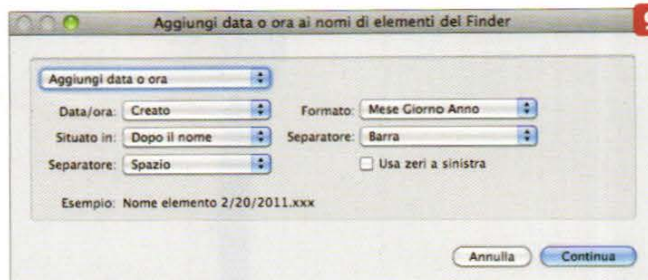 Aggiungi data o ora ai nomi di elementi del Finder
9
Aggiungi data o ora
Data/ora: Creato Formato: Mese Giorno Anno
Situato in: Dopo il nome Separatore: Barra
Separatore: Spazio Usa zeri a sinistra
Esempio: Nome elemento 2/20/2011.xxx
Annulla Continua